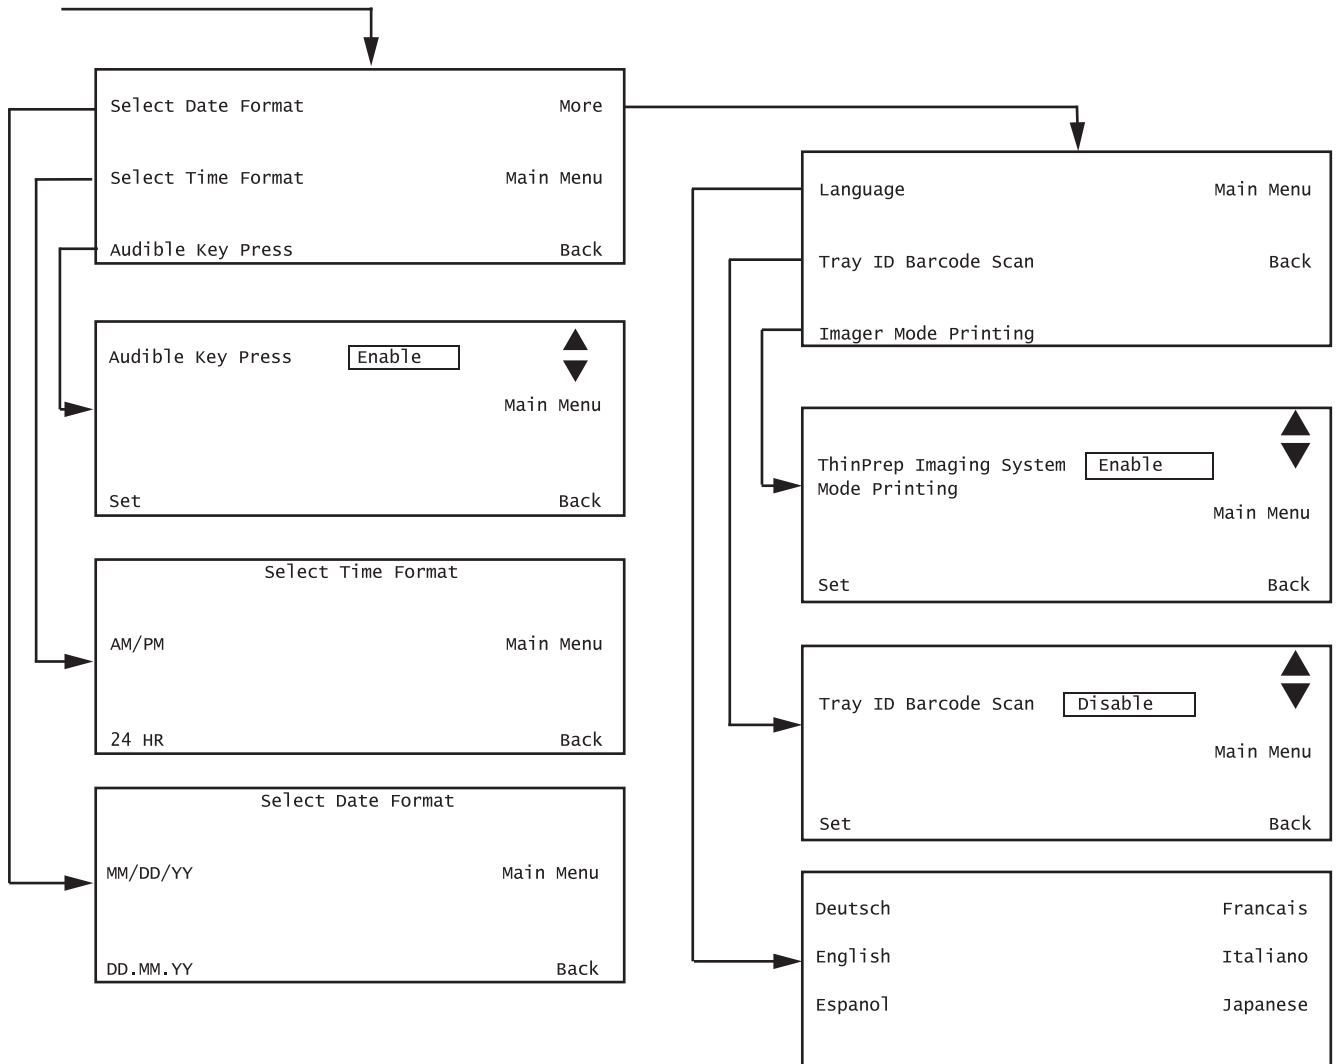 Select Date Format More
Select Time Format Main Menu
Audible Key Press Back
Audible Key Press Enable
Main Menu
Set Back
Select Time Format
AM/PM Main Menu
24 HR Back
Select Date Format
MM/DD/YY Main Menu
DD.MM.YY Back
Language Main Menu
Tray ID Barcode Scan Back
Imager Mode Printing
ThinPrep Imaging System Enable
Mode Printing
Main Menu
Set Back
Tray ID Barcode Scan Disable
Main Menu
Set Back
Deutsch Francais
English Italiano
Espanol Japanese